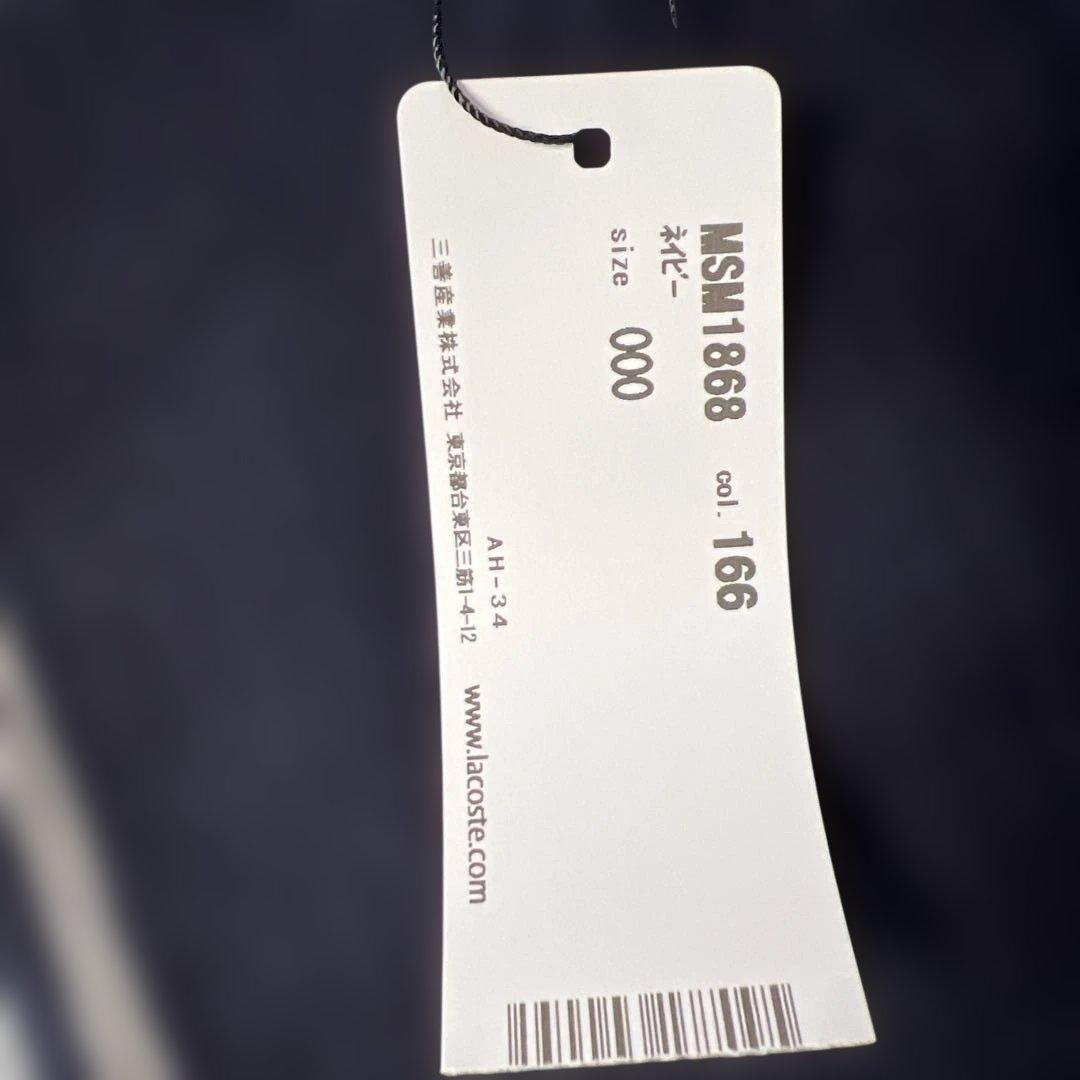 MSM1868 col. 166
ネイビー
size 000
AH-34
三善産業株式会社 東京都台東区三筋1-4-12 www.lacoste.com